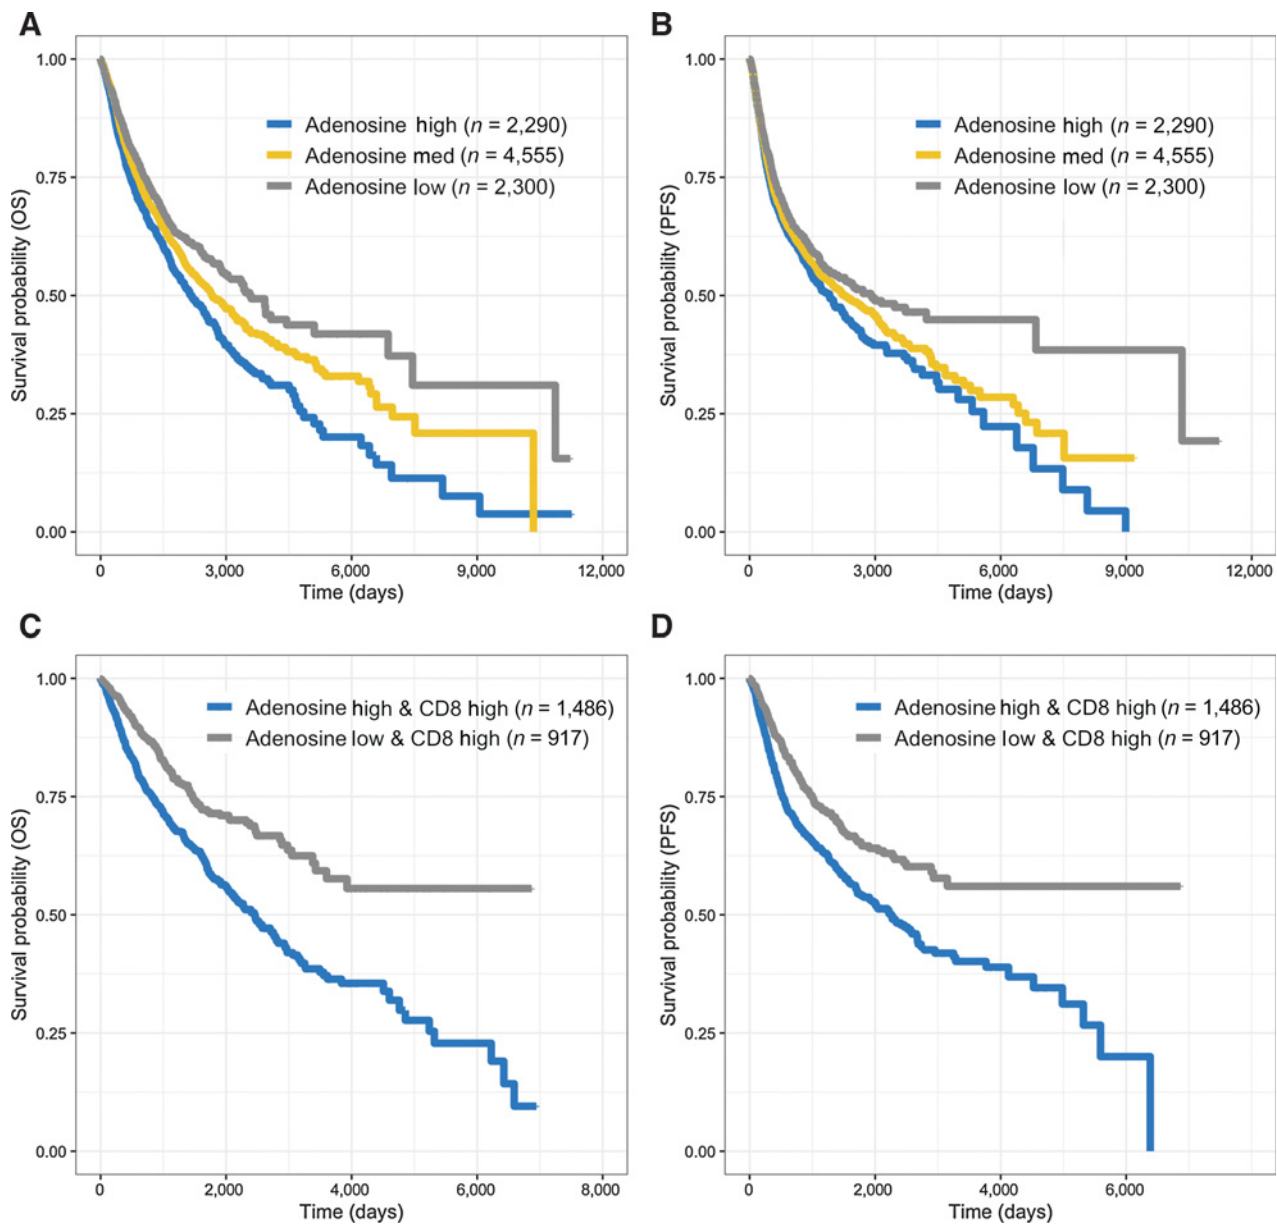 A
Survival probability (OS)
1.00
0.75
0.50
0.25
0.00
Adenosine high (n = 2,290)
Adenosine med (n = 4,555)
Adenosine low (n = 2,300)
0
3,000
6,000
9,000
12,000
Time (days)
B
Survival probability (PFS)
1.00
0.75
0.50
0.25
0.00
Adenosine high (n = 2,290)
Adenosine med (n = 4,555)
Adenosine low (n = 2,300)
0
3,000
6,000
9,000
12,000
Time (days)
C
Survival probability (OS)
1.00
0.75
0.50
0.25
0.00
Adenosine high & CD8 high (n = 1,486)
Adenosine low & CD8 high (n = 917)
0
2,000
4,000
6,000
8,000
Time (days)
D
Survival probability (PFS)
1.00
0.75
0.50
0.25
0.00
Adenosine high & CD8 high (n = 1,486)
Adenosine low & CD8 high (n = 917)
0
2,000
4,000
6,000
Time (days)